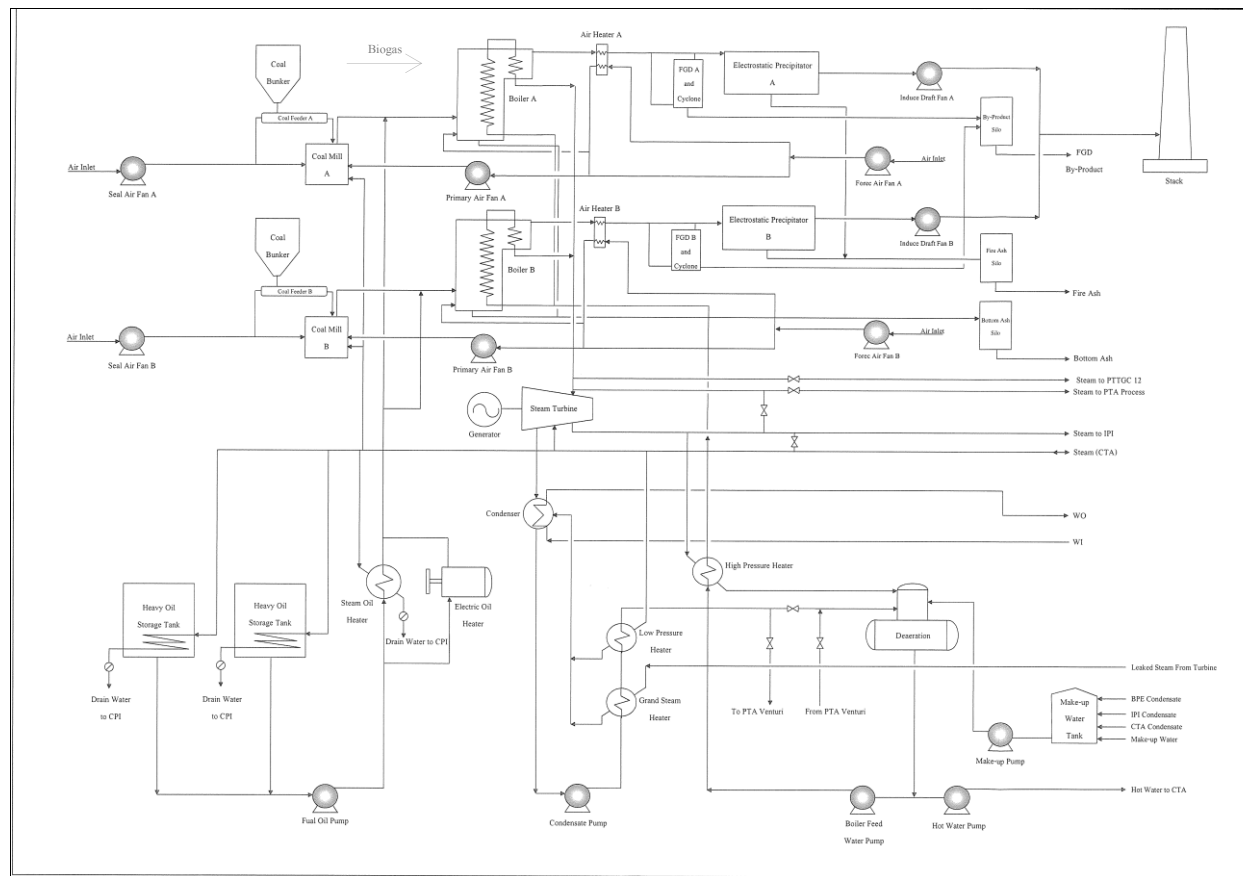 Biogas
Air Heater A
Coal
Bunker
Coal Feeder A
Boiler A
FGD A
and
Cyclone
Electrostatic Precipitator
A
Induce Draft Fan A
By-Product
Silo
FGD
By-Product
Stack
Air Inlet
Seal Air Fan A
Coal Mill
A
Primary Air Fan A
Forec Air Fan A
Air Inlet
Air Heater B
Coal
Bunker
Coal Feeder B
Boiler B
FGD B
and
Cyclone
Electrostatic Precipitator
B
Induce Draft Fan B
Fire Ash
Silo
Fire Ash
Bottom Ash
Silo
Bottom Ash
Air Inlet
Seal Air Fan B
Coal Mill
B
Primary Air Fan B
Forec Air Fan B
Air Inlet
Steam to PTTGC 12
Steam to PTA Process
Generator
Steam Turbine
Steam to IPI
Steam (CTA)
Condenser
WO
WI
Heavy Oil
Storage Tank
Heavy Oil
Storage Tank
Steam Oil
Heater
Electric Oil
Heater
Drain Water to CPI
High Pressure Heater
Low Pressure
Heater
Grand Steam
Heater
Deaeration
Leaked Steam From Turbine
Drain Water
to CPI
Drain Water
to CPI
To PTA Venturi
From PTA Venturi
Make-up
Water
Tank
BPE Condensate
IPI Condensate
CTA Condensate
Make-up Water
Make-up Pump
Fual Oil Pump
Condensate Pump
Boiler Feed
Water Pump
Hot Water Pump
Hot Water to CTA